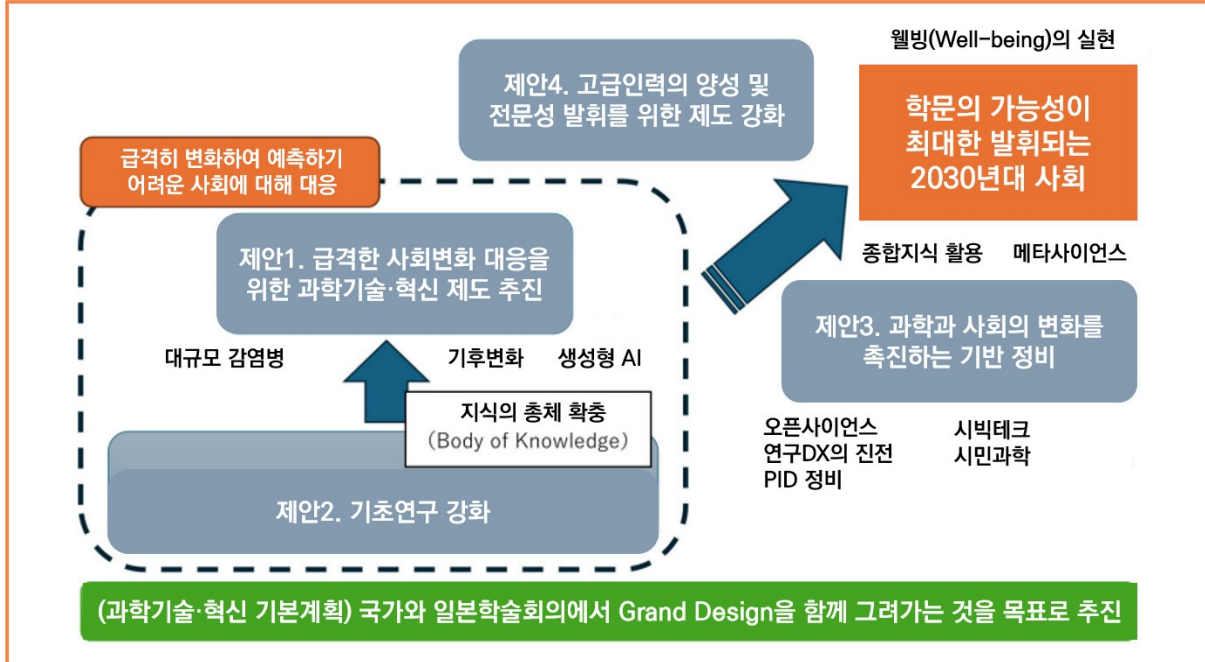 웰빙(Well-being)의 실현
제안4. 고급인력의 양성 및
전문성 발휘를 위한 제도 강화
학문의 가능성이
최대한 발휘되는
2030년대 사회
급격히 변화하여 예측하기
어려운 사회에 대해 대응
제안1. 급격한 사회변화 대응을
위한 과학기술·혁신 제도 추진
종합지식 활용 메타사이언스
제안3. 과학과 사회의 변화를
촉진하는 기반 정비
대규모 감염병 기후변화 생성형 AI
지식의 총체 확충
(Body of Knowledge)
오픈사이언스
연구DX의 진전
PID 정비
시빅테크
시민과학
제안2. 기초연구 강화
(과학기술·혁신 기본계획) 국가와 일본학술회의에서 Grand Design을 함께 그려가는 것을 목표로 추진